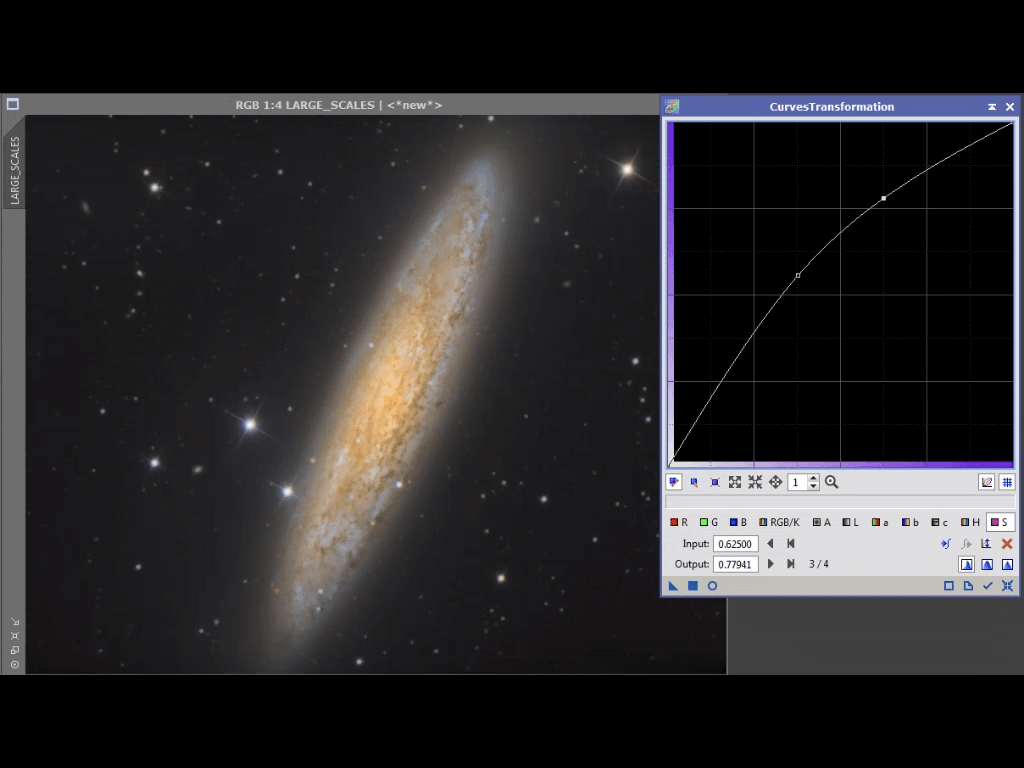 RGB 1:4 LARGE_SCALES | <*new*>
CurvesTransformation
LARGE_SCALES
1
R G B RGB/K A L a b c H S
Input: 0.62500
Output: 0.77941 3 / 4